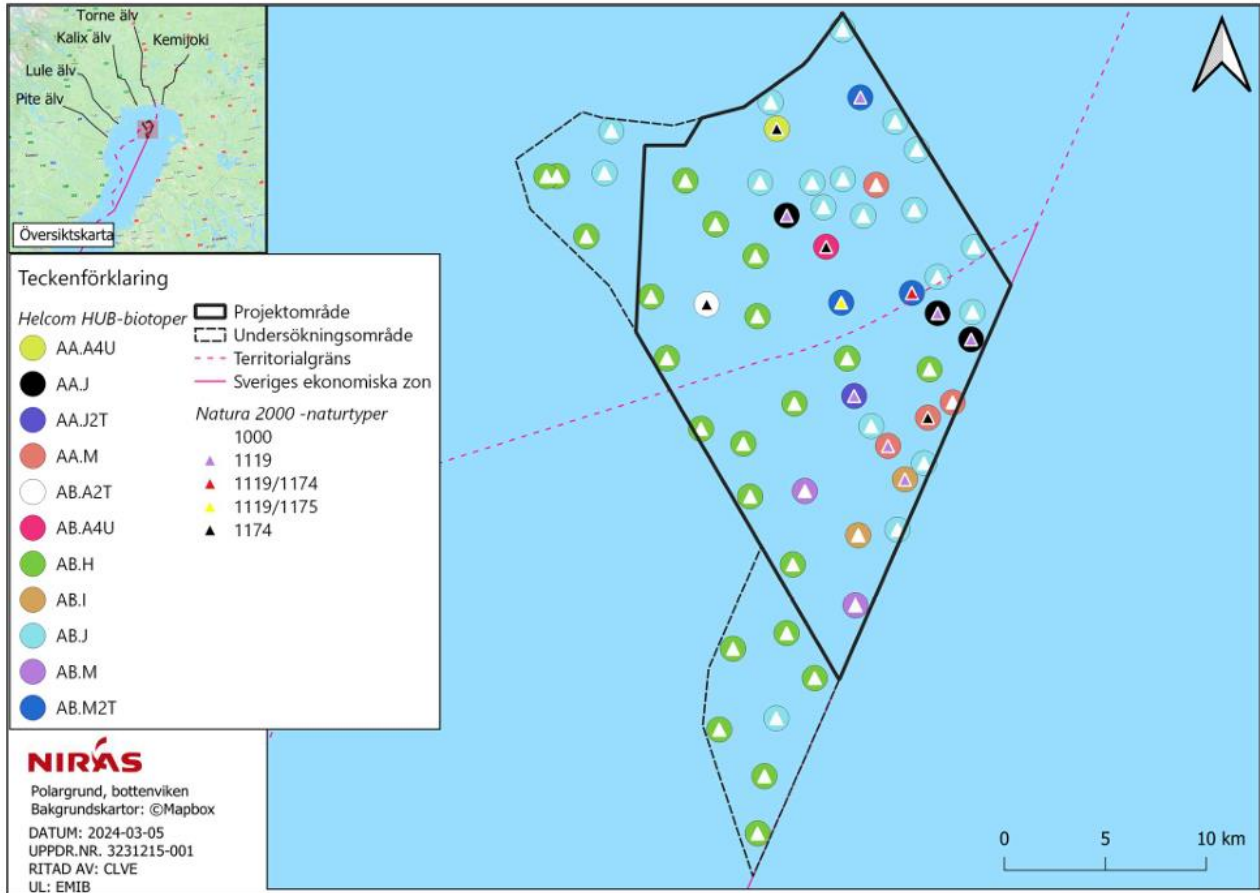 Torne älv
Kalix älv
Kemijoki
Lule älv
Pite älv
Översiktskarta
Teckenförklaring
Helcom HUB-biotoper
AA.A4U
AA.J
AA.J2T
AA.M
AB.A2T
AB.A4U
AB.H
AB.I
AB.J
AB.M
AB.M2T
Projektområde
Undersökningsområde
Territorialgräns
Sveriges ekonomiska zon
Natura 2000 -naturtyper
1000
1119
1119/1174
1119/1175
1174
NIRÁS
Polargrund, bottenviken
Bakgrundskartor: ©Mapbox
DATUM: 2024-03-05
UPPDR.NR. 3231215-001
RITAD AV: CLVE
UL: EMIB
0 5 10 km